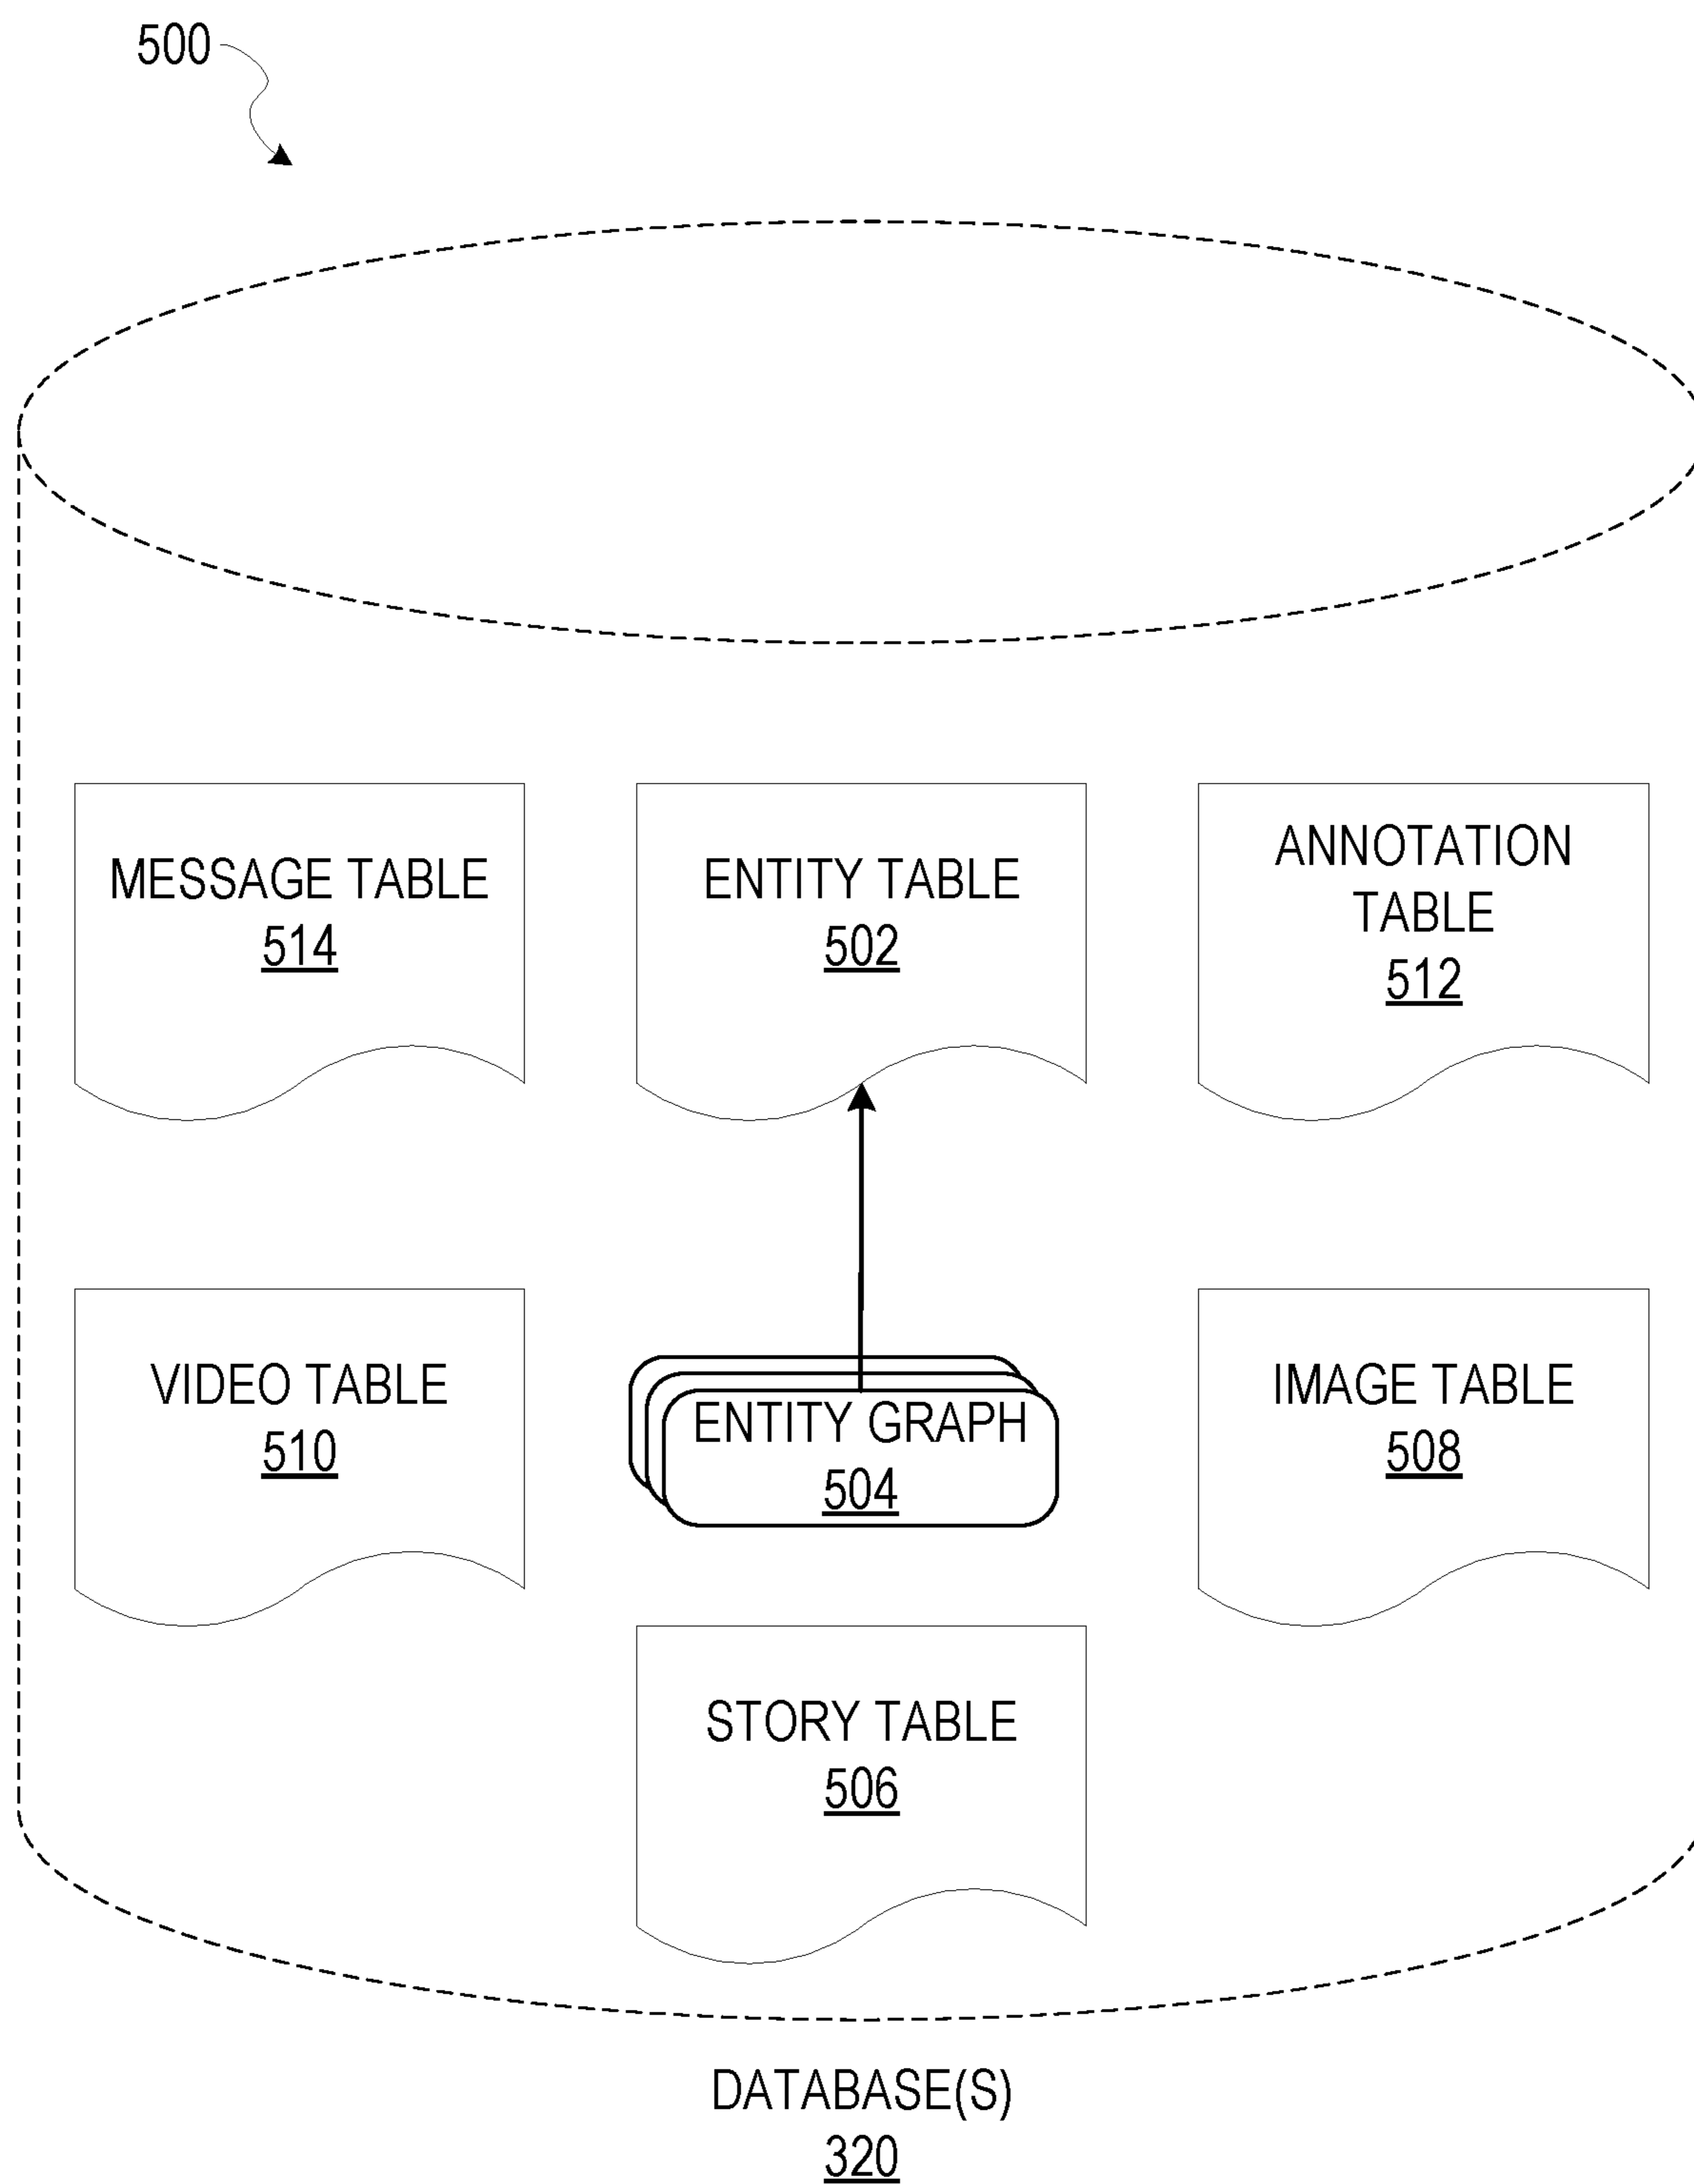 500
MESSAGE TABLE
514
ENTITY TABLE
502
ANNOTATION
TABLE
512
VIDEO TABLE
510
ENTITY GRAPH
504
IMAGE TABLE
508
STORY TABLE
506
DATABASE(S)
320